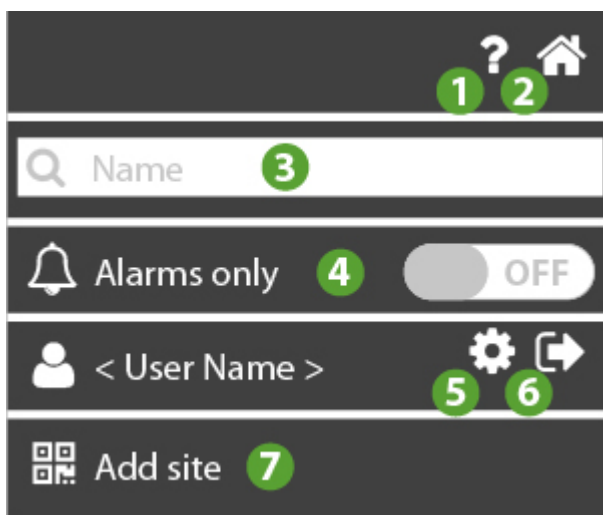 ?
1 2
Name 3
Alarms only 4 OFF
< User Name >
5 6
Add site 7